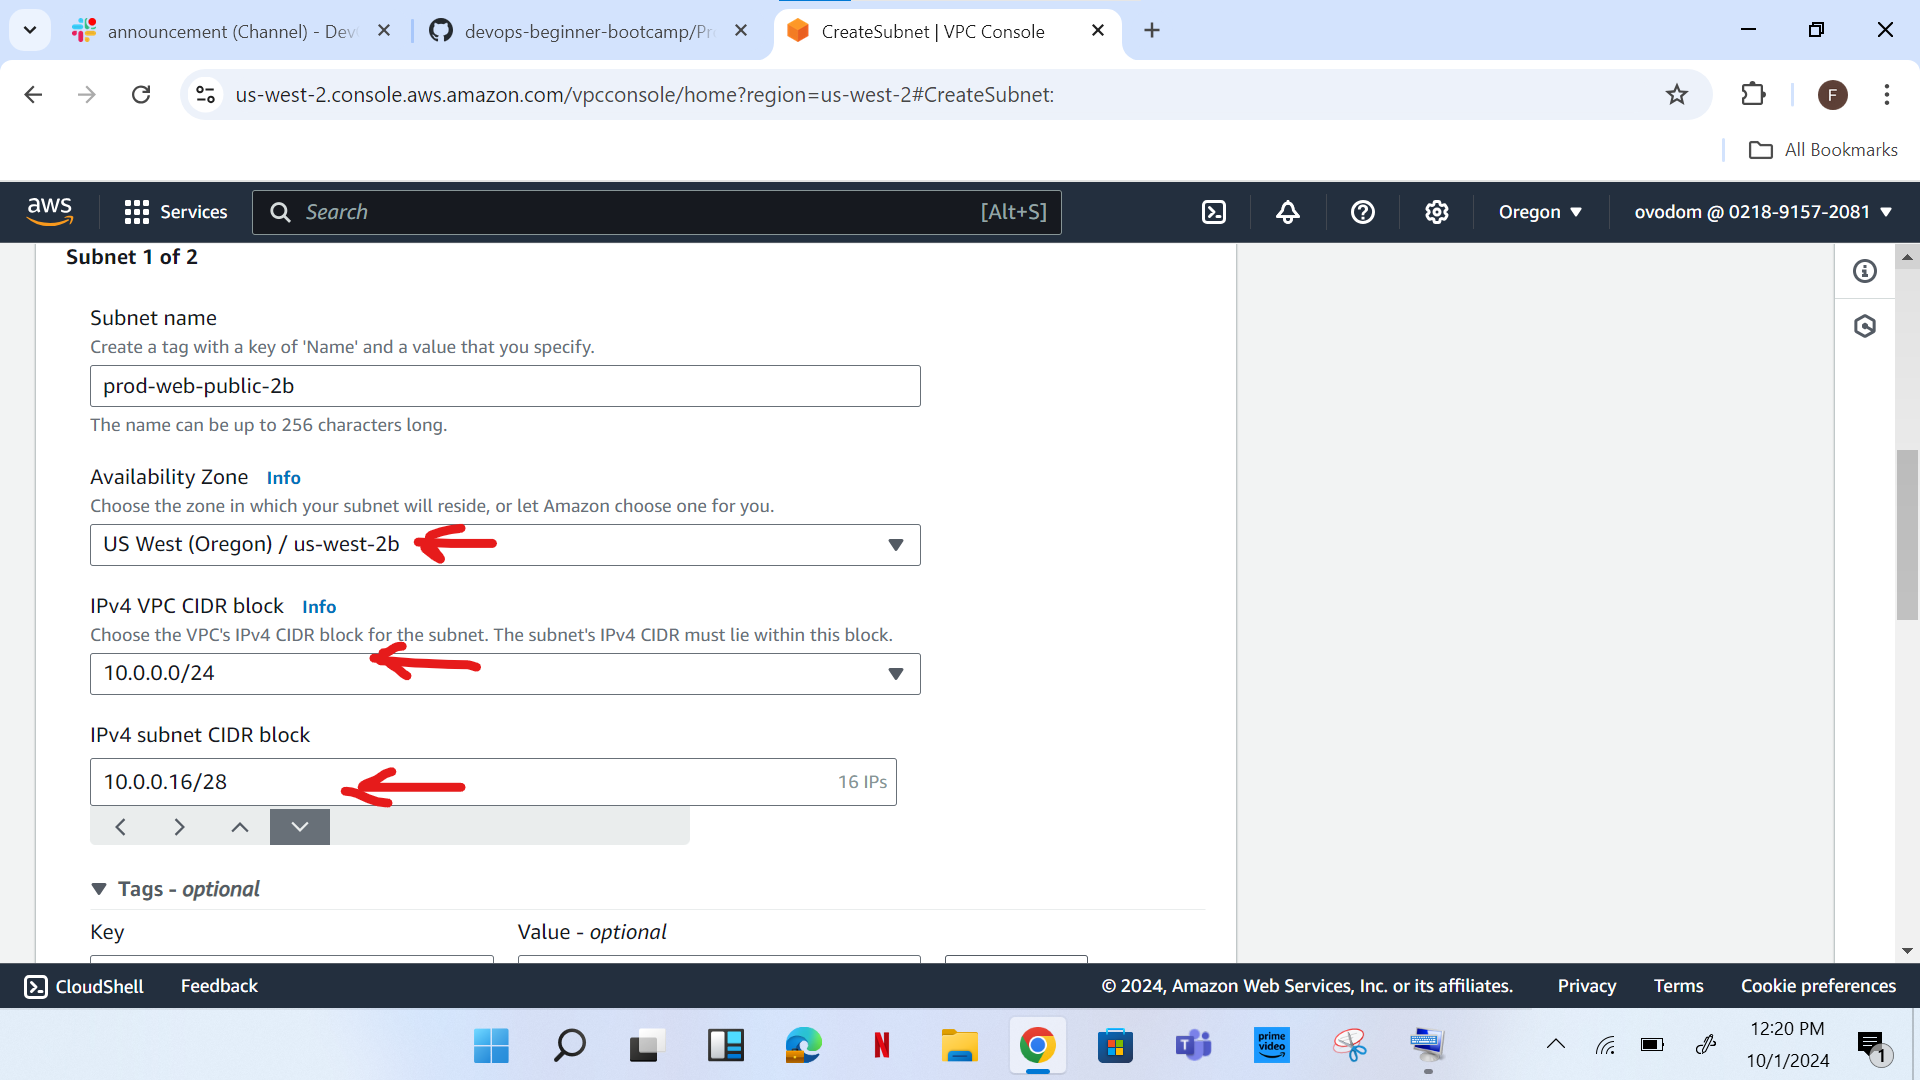 announcement (Channel) - Dev
devops-beginner-bootcamp/Pr
CreateSubnet | VPC Console
us-west-2.console.aws.amazon.com/vpcconsole/home?region=us-west-2#CreateSubnet:
F
All Bookmarks
aws
Services
Search
[Alt+S]
Oregon
ovodom @ 0218-9157-2081
Subnet 1 of 2
Subnet name
Create a tag with a key of 'Name' and a value that you specify.
prod-web-public-2b
The name can be up to 256 characters long.
Availability Zone Info
Choose the zone in which your subnet will reside, or let Amazon choose one for you.
US West (Oregon) / us-west-2b
IPv4 VPC CIDR block Info
Choose the VPC's IPv4 CIDR block for the subnet. The subnet's IPv4 CIDR must lie within this block.
10.0.0.0/24
IPv4 subnet CIDR block
10.0.0.16/28
16 IPs
Tags - optional
Key
Value - optional
CloudShell
Feedback
© 2024, Amazon Web Services, Inc. or its affiliates.
Privacy
Terms
Cookie preferences
N
prime
video
12:20 PM
10/1/2024
1